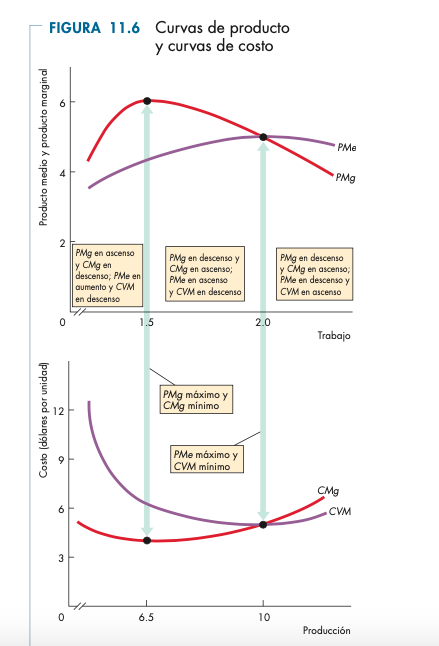 FIGURA 11.6 Curvas de producto
y curvas de costo
Producto medio y producto marginal
6
4
2
0
PMe
PMg
PMg en ascenso
y CMg en
descenso; PMe en
aumento y CVM
en descenso
PMg en descenso y
CMg en ascenso;
PMe en ascenso
y CVM en descenso
PMg en descenso
y CMg en ascenso;
PMe en descenso y
CVM en ascenso
1.5
2.0
Trabajo
Costo (dólares por unidad)
12
9
6
3
0
PMg máximo y
CMg mínimo
PMe máximo y
CVM mínimo
CMg
CVM
6.5
10
Producción